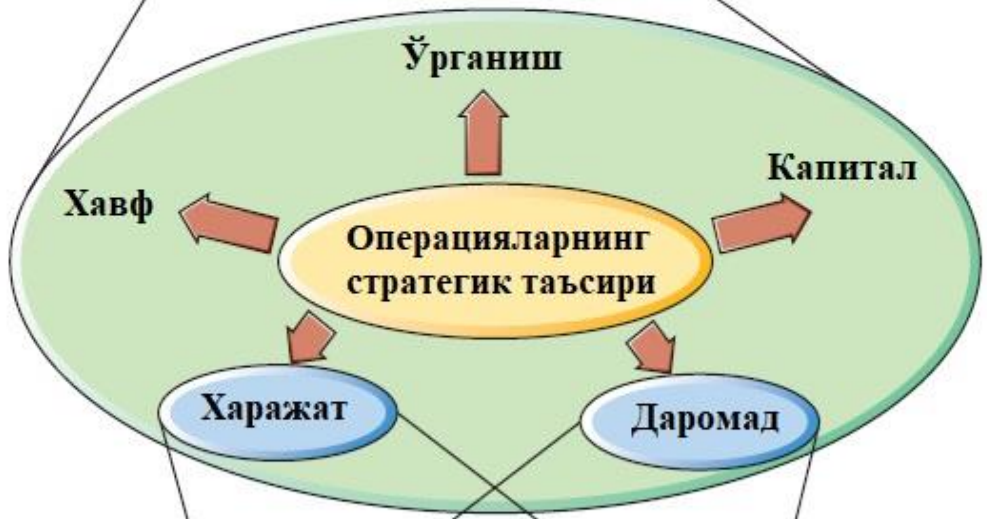 Ўрганиш
Капитал
Хавф
Операцияларнинг
стратегик таъсири
Харажат
Даромад